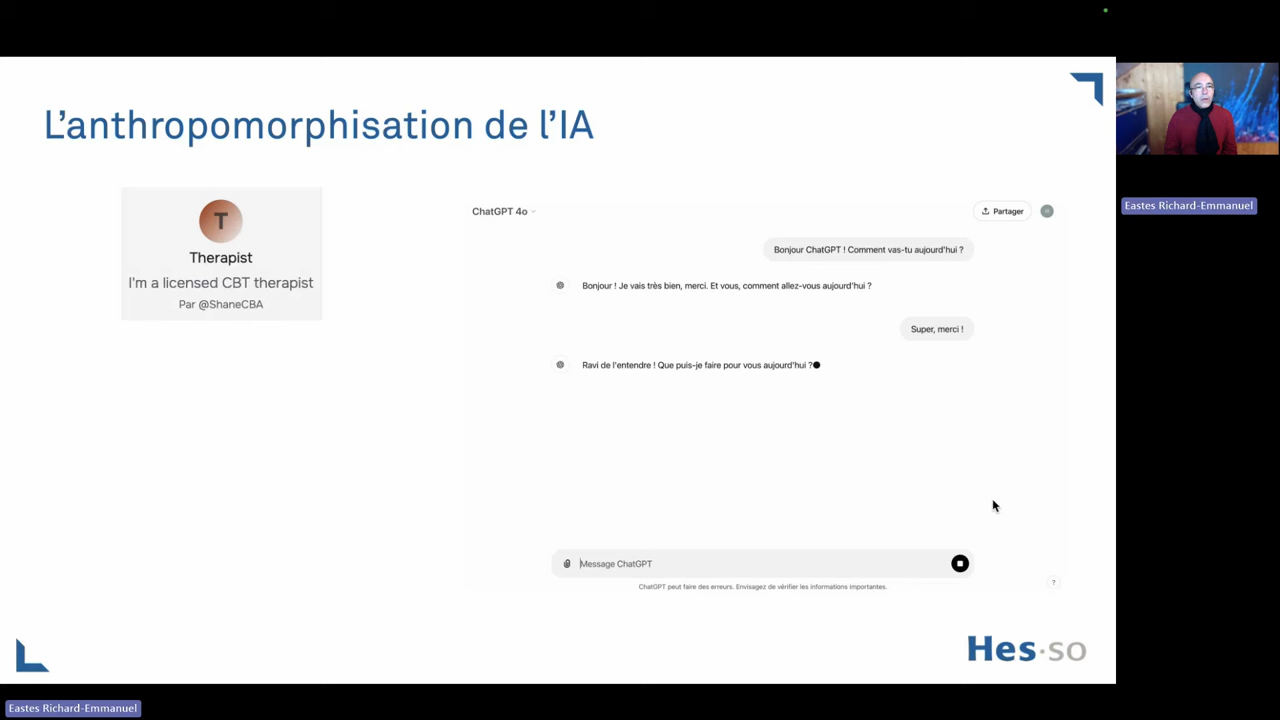 L'anthropomorphisation de l'IA
T
Therapist
I'm a licensed CBT therapist
Par @ShaneCBA
ChatGPT 4o
Partager
Bonjour ChatGPT ! Comment vas-tu aujourd'hui ?
Bonjour ! Je vais très bien, merci. Et vous, comment allez-vous aujourd'hui ?
Super, merci !
Ravi de l'entendre ! Que puis-je faire pour vous aujourd'hui ?
Message ChatGPT
ChatGPT peut faire des erreurs. Envisagez de vérifier les informations importantes.
?
Hes·so
Eastes Richard-Emmanuel
Eastes Richard-Emmanuel